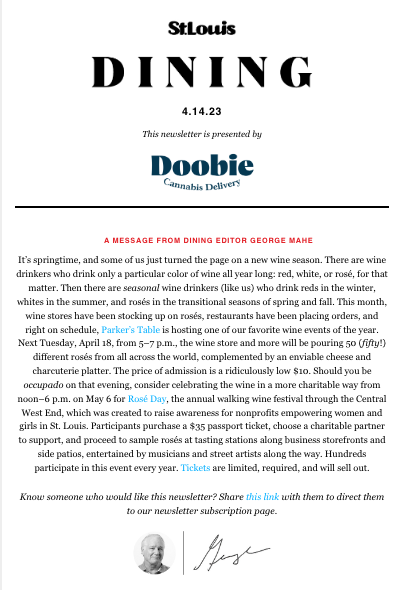 St.Louis
DINING
4.14.23
This newsletter is presented by
Doobie
Cannabis Delivery
A MESSAGE FROM DINING EDITOR GEORGE MAHE
It's springtime, and some of us just turned the page on a new wine season. There are wine
drinkers who drink only a particular color of wine all year long: red, white, or rosé, for that
matter. Then there are seasonal wine drinkers (like us) who drink reds in the winter,
whites in the summer, and rosés in the transitional seasons of spring and fall. This month,
wine stores have been stocking up on rosés, restaurants have been placing orders, and
right on schedule, Parker's Table is hosting one of our favorite wine events of the year.
Next Tuesday, April 18, from 5–7 p.m., the wine store and more will be pouring 50 (fifty!)
different rosés from all across the world, complemented by an enviable cheese and
charcuterie platter. The price of admission is a ridiculously low $10. Should you be
occupado on that evening, consider celebrating the wine in a more charitable way from
noon–6 p.m. on May 6 for Rosé Day, the annual walking wine festival through the Central
West End, which was created to raise awareness for nonprofits empowering women and
girls in St. Louis. Participants purchase a $35 passport ticket, choose a charitable partner
to support, and proceed to sample rosés at tasting stations along business storefronts and
side patios, entertained by musicians and street artists along the way. Hundreds
participate in this event every year. Tickets are limited, required, and will sell out.
Know someone who would like this newsletter? Share this link with them to direct them
to our newsletter subscription page.
George